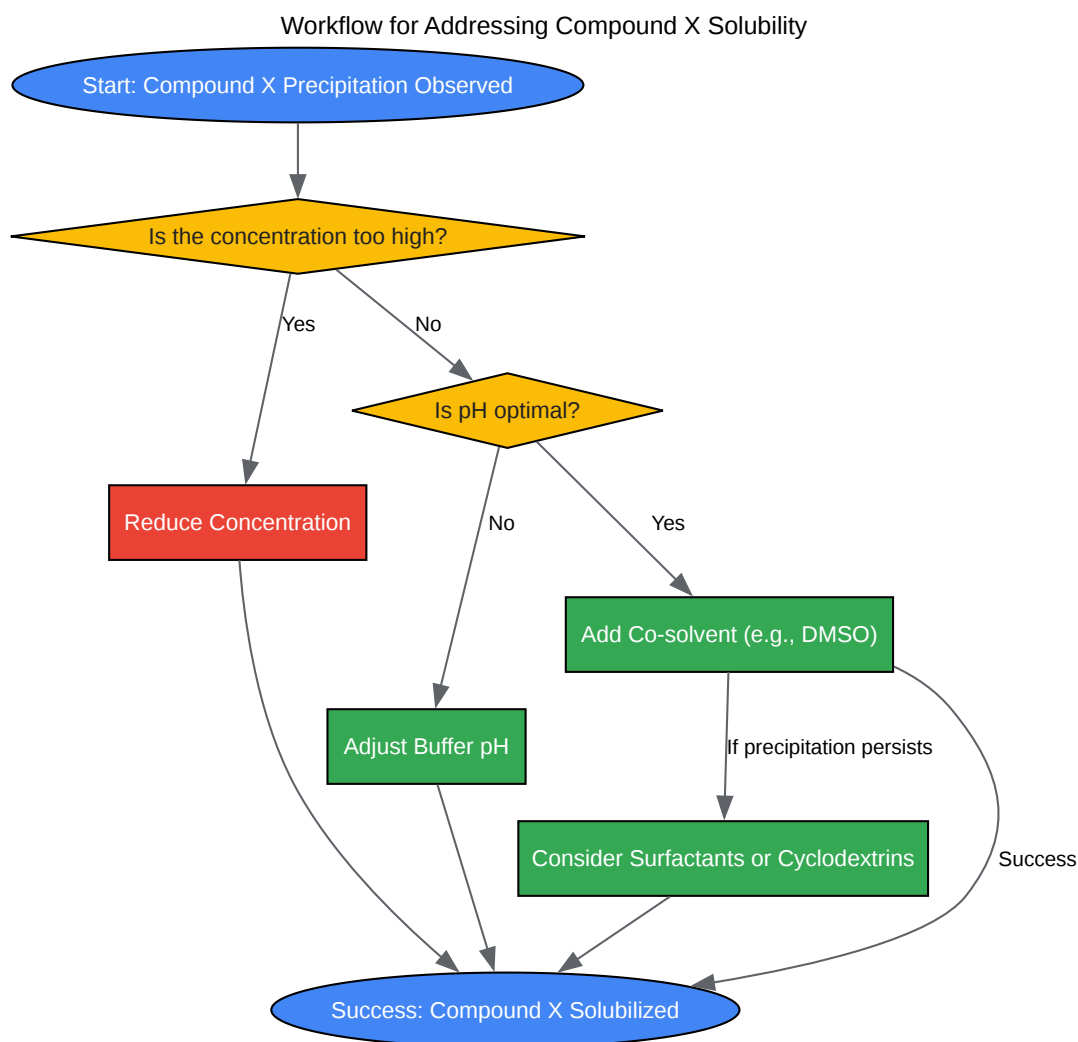 Workflow for Addressing Compound X Solubility
Start: Compound X Precipitation Observed
Is the concentration too high?
Yes
No
Is pH optimal?
Reduce Concentration
No
Yes
Add Co-solvent (e.g., DMSO)
Adjust Buffer pH
If precipitation persists
Consider Surfactants or Cyclodextrins
Success
Success: Compound X Solubilized